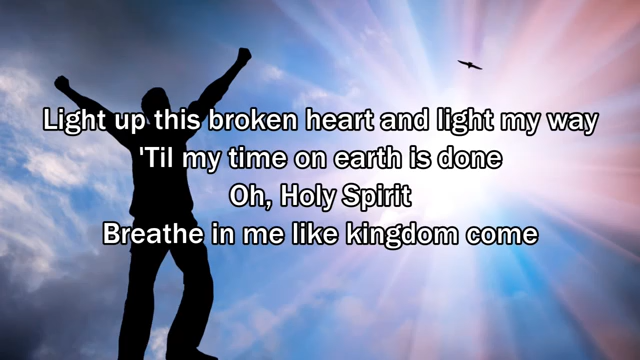 Light up this broken heart and light my way
'Til my time on earth is done
Oh, Holy Spirit
Breathe in me like kingdom come